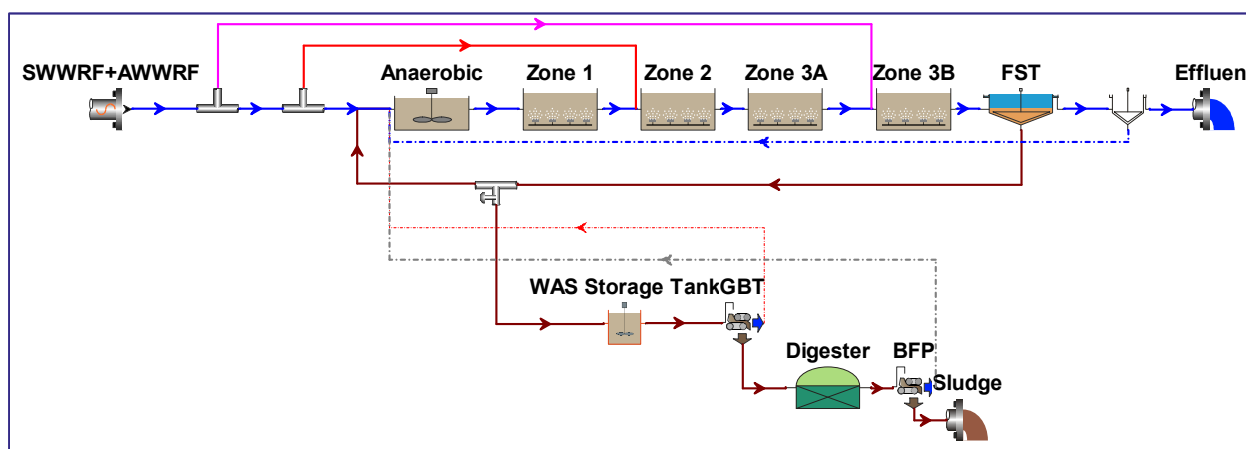 SWWRF+AWWRF
Anaerobic
Zone 1
Zone 2
Zone 3A
Zone 3B
FST
Effluen
WAS Storage TankGBT
Digester
BFP
Sludge